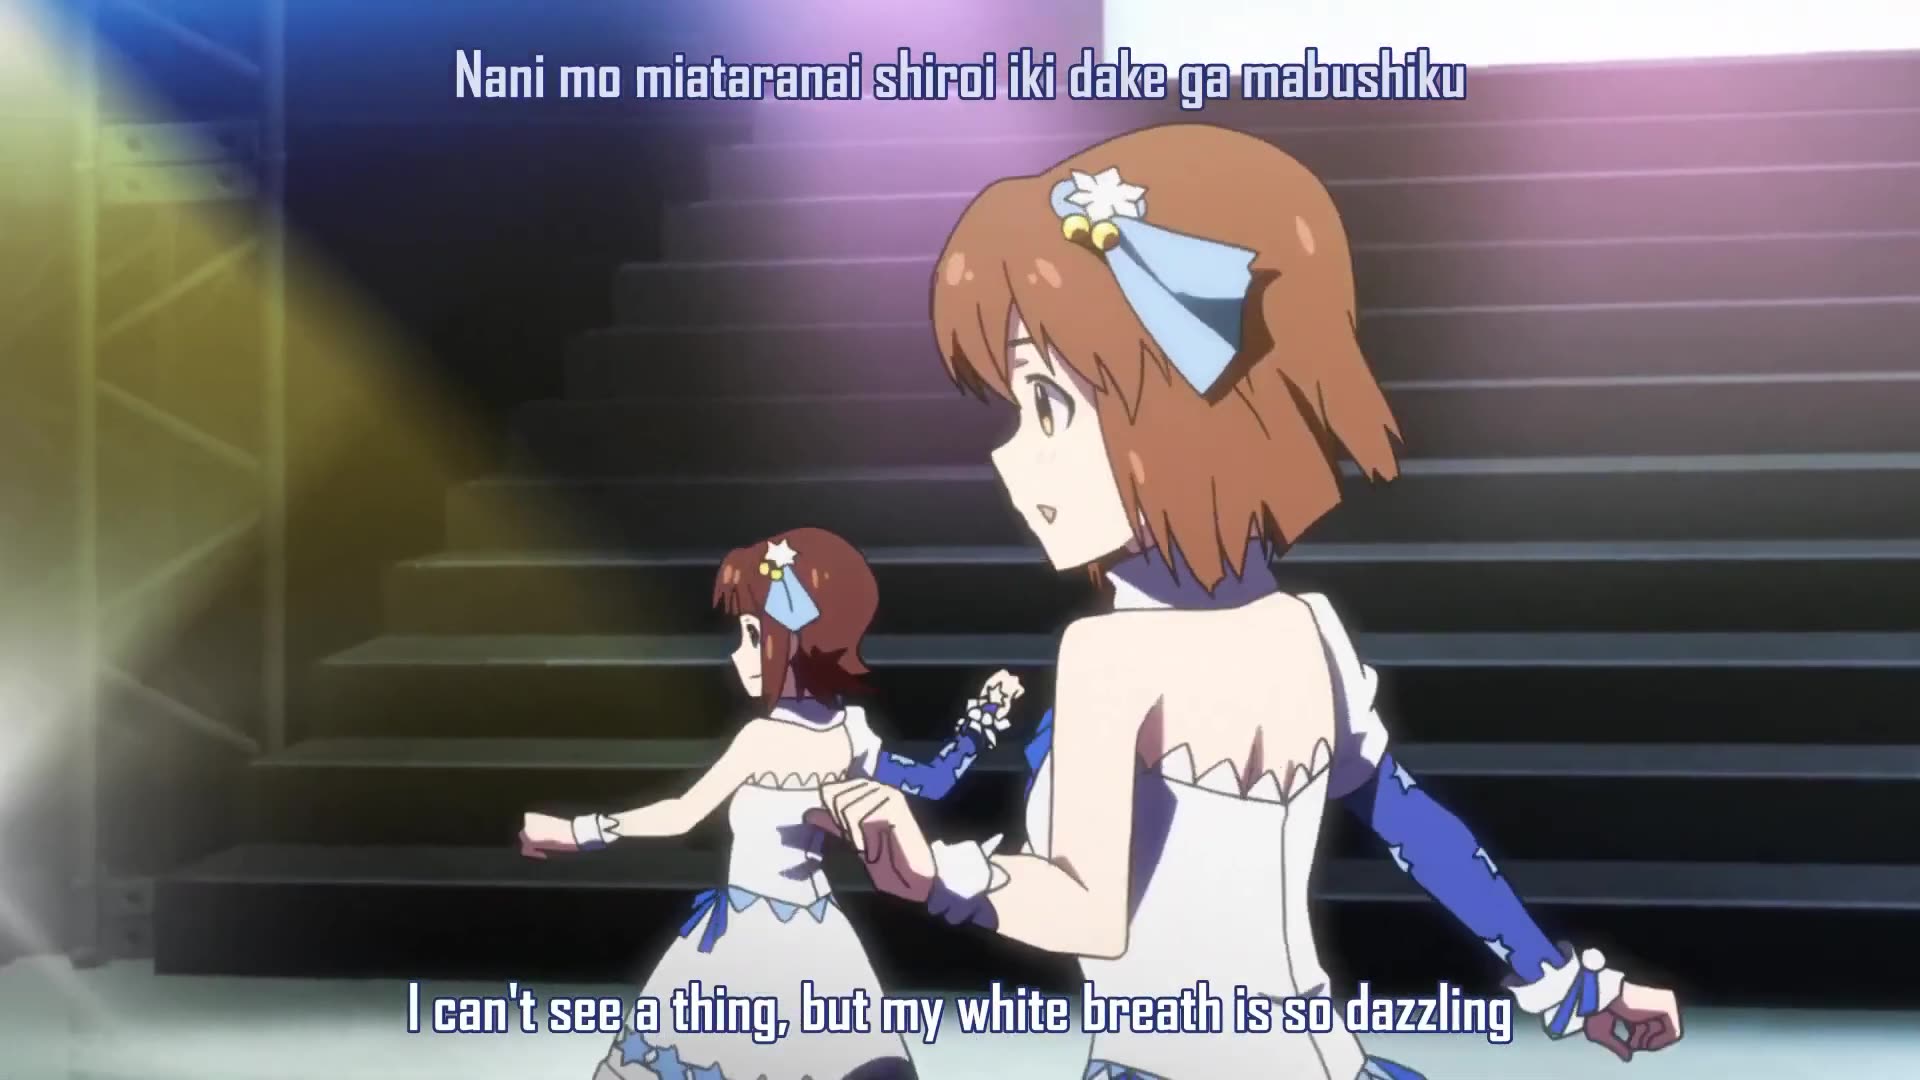 Nani mo miataranai shiroi iki dake ga mabushiku
I can't see a thing, but my white breath is so dazzling